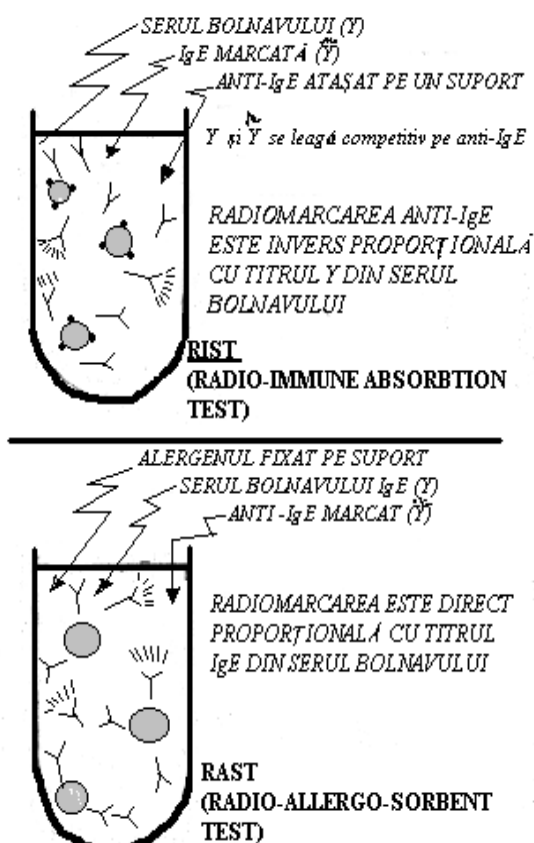 SERUL BOLNAVULUI (Y)
IgE MARCATĂ (Ÿ)
ANTI-IgE ATAŞAT PE UN SUPORT
Y şi Ÿ se leagă competitiv pe anti-IgE
RADIOMARCAREA ANTI-IgE
ESTE INVERS PROPORŢIONALĂ
CU TITRUL Y DIN SERUL
BOLNAVULUI
RIST
(RADIO-IMMUNE ABSORBTION
TEST)
ALERGENUL FIXAT PE SUPORT
SERUL BOLNAVULUI IgE (Y)
ANTI-IgE MARCAT (Ÿ)
RADIOMARCAREA ESTE DIRECT
PROPORŢIONALĂ CU TITRUL
IgE DIN SERUL BOLNAVULUI
RAST
(RADIO-ALLERGO-SORBENT
TEST)